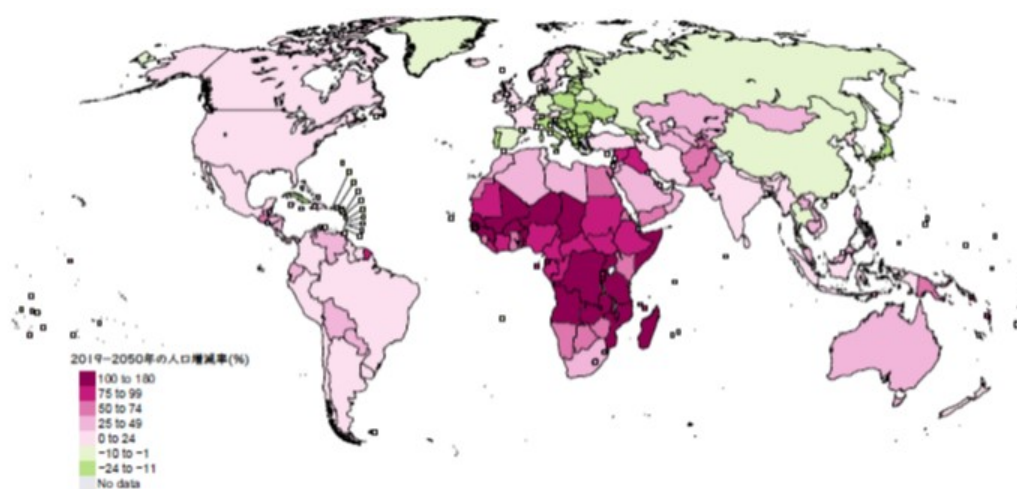 2019-2050年の人口増減率(%)
100 to 180
75 to 99
50 to 74
25 to 49
0 to 24
-10 to -1
-24 to -11
No data